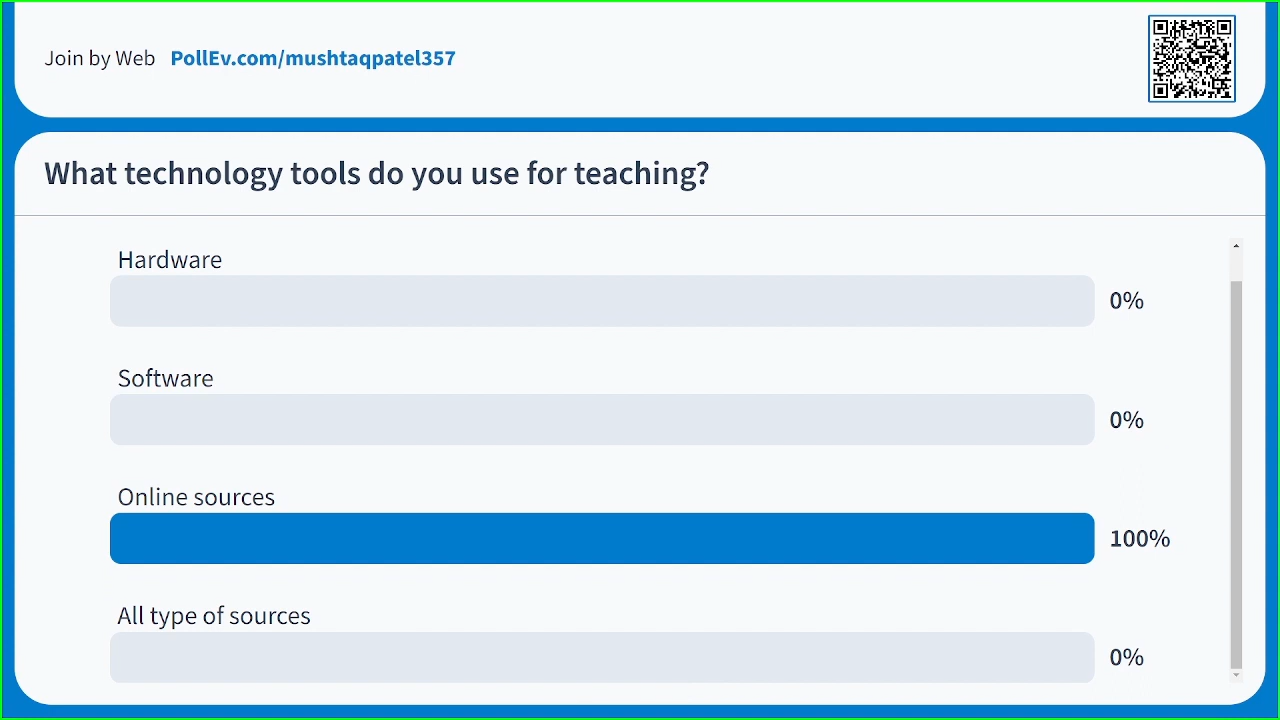 Join by Web PollEv.com/mushtaqpatel357
What technology tools do you use for teaching?
Hardware
0%
Software
0%
Online sources
100%
All type of sources
0%